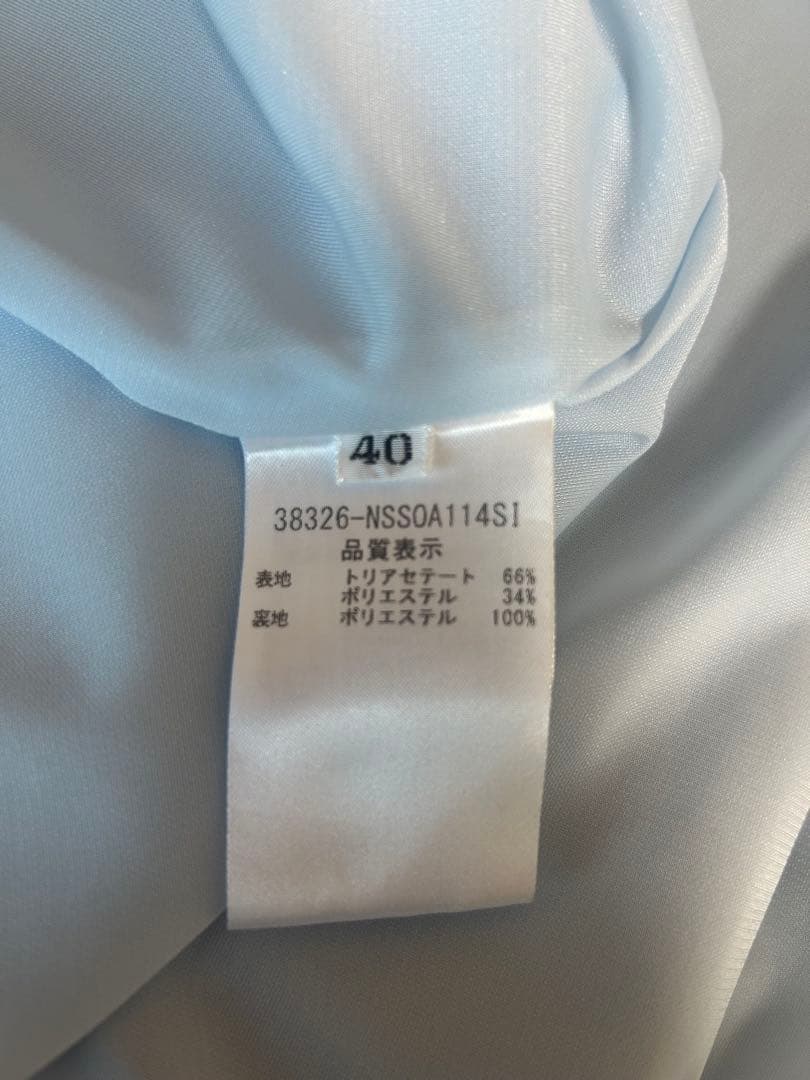 40
38326-NSSOA114SI
品質表示
表地 トリアセテート 66%
ポリエステル 34%
裏地 ポリエステル 100%